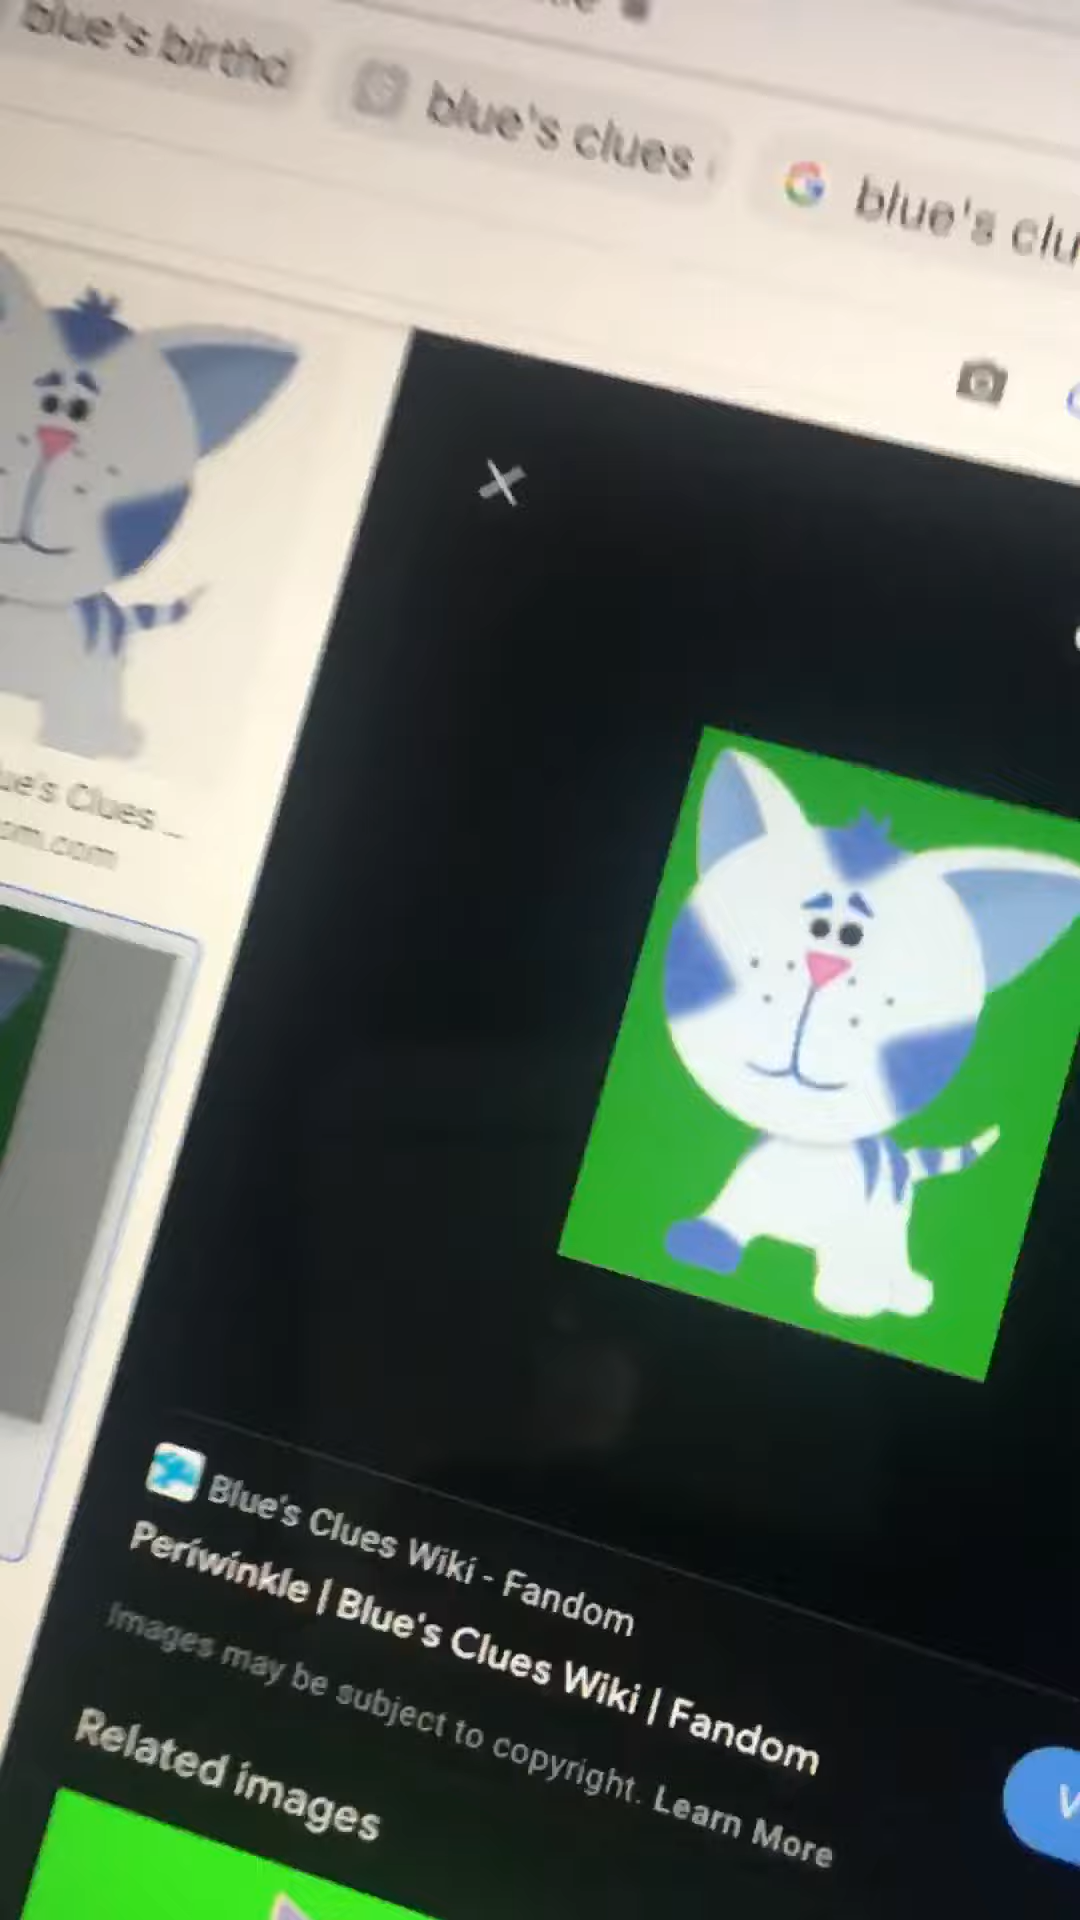 blue's birthd
blue's clues
blue's clu
ue's Clues ...
om.com
Blue's Clues Wiki - Fandom
Periwinkle | Blue's Clues Wiki | Fandom
Images may be subject to copyright. Learn More
Related images